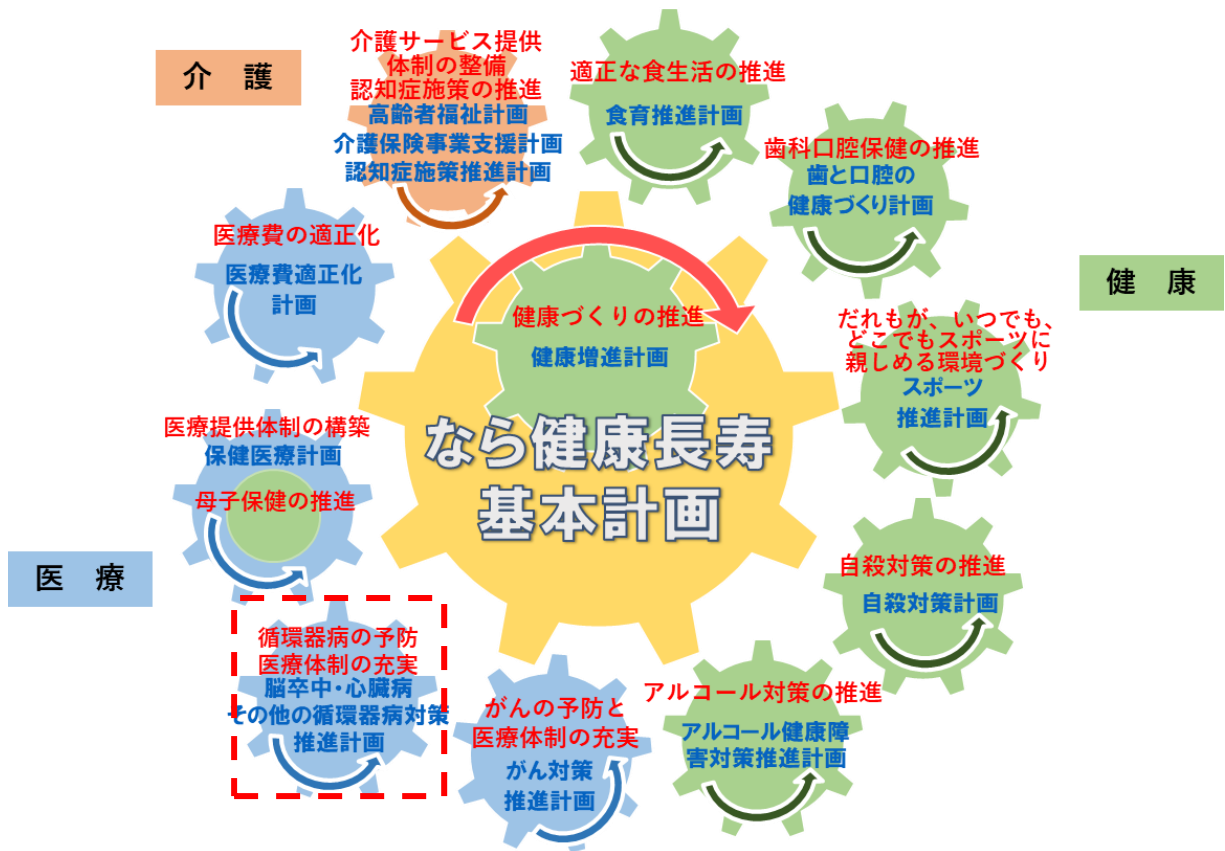 介 護
介護サービス提供
体制の整備
認知症施策の推進
高齢者福祉計画
介護保険事業支援計画
認知症施策推進計画
適正な食生活の推進
食育推進計画
歯科口腔保健の推進
歯と口腔の
健康づくり計画
健 康
だれもが、いつでも、
どこでもスポーツに
親しめる環境づくり
スポーツ
推進計画
自殺対策の推進
自殺対策計画
アルコール対策の推進
アルコール健康障
害対策推進計画
がんの予防と
医療体制の充実
がん対策
推進計画
循環器病の予防
医療体制の充実
脳卒中・心臓病
その他の循環器病対策
推進計画
医 療
医療提供体制の構築
保健医療計画
母子保健の推進
医療費の適正化
医療費適正化
計画
健康づくりの推進
健康増進計画
なら健康長寿
基本計画